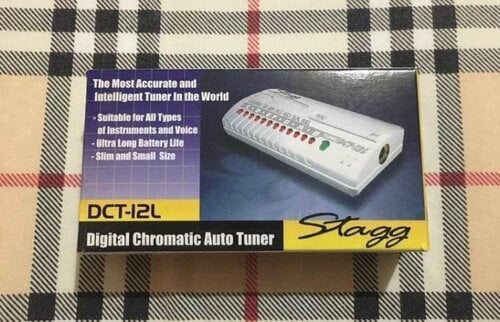 The Most Accurate and
Intelligent Tuner In the World
- Suitable for All Types
of Instruments and Voice
- Ultra Long Battery Life
- Slim and Small Size
DCT-12L
Digital Chromatic Auto Tuner
Stagg